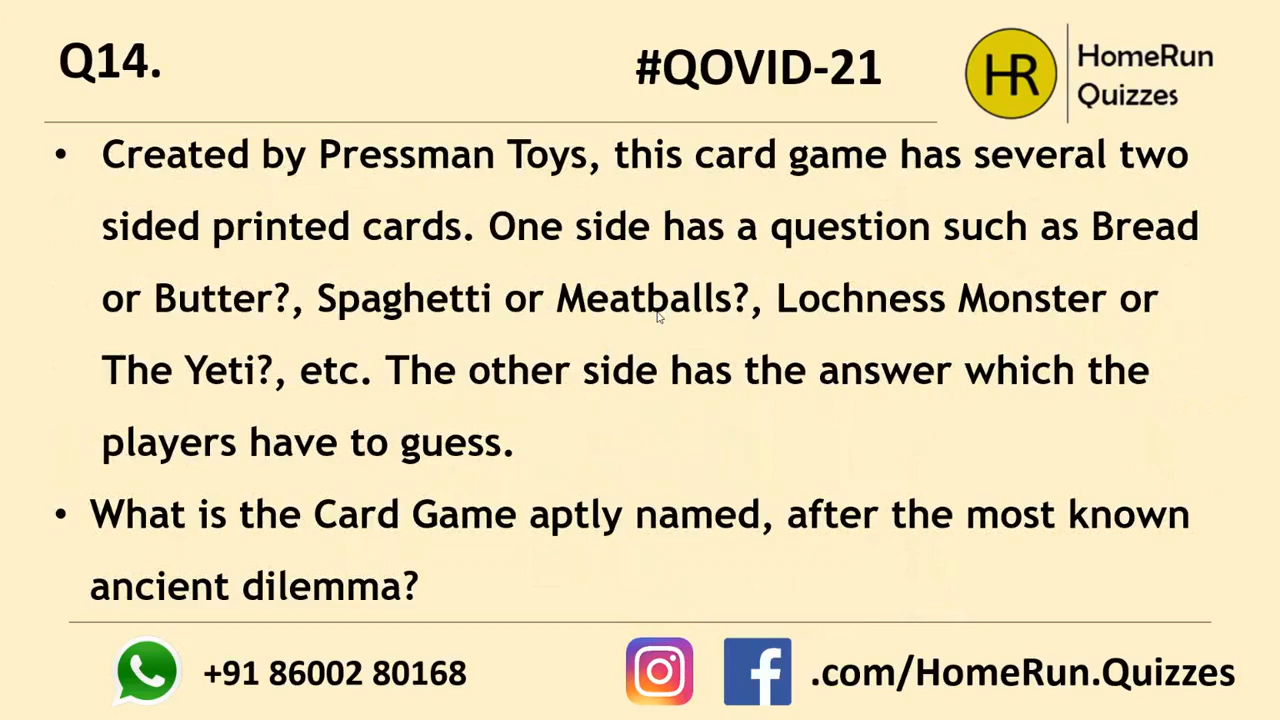 Q14.
#QOVID-21
HR
HomeRun
Quizzes
• Created by Pressman Toys, this card game has several two
sided printed cards. One side has a question such as Bread
or Butter?, Spaghetti or Meatballs?, Lochness Monster or
The Yeti?, etc. The other side has the answer which the
players have to guess.
• What is the Card Game aptly named, after the most known
ancient dilemma?
+91 86002 80168
.com/HomeRun.Quizzes